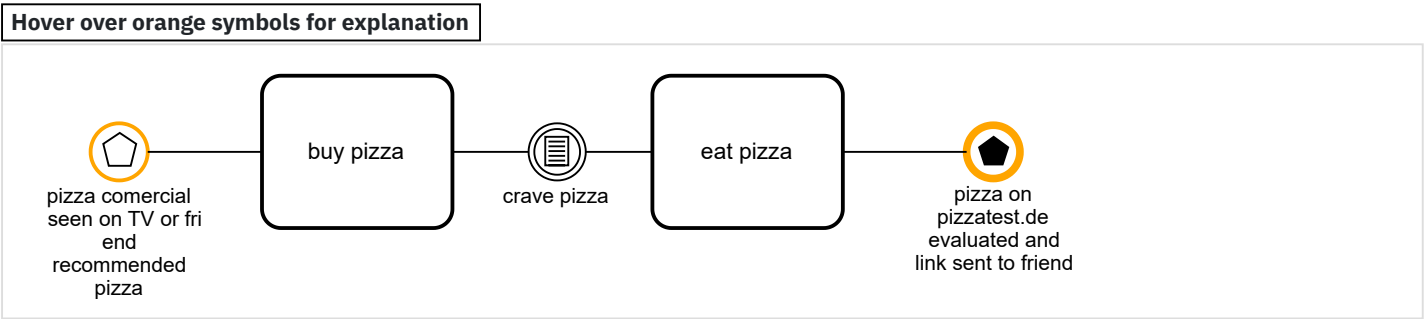 Hover over orange symbols for explanation
buy pizza
eat pizza
pizza comercial
seen on TV or fri
end
recommended
pizza
crave pizza
pizza on
pizzatest.de
evaluated and
link sent to friend